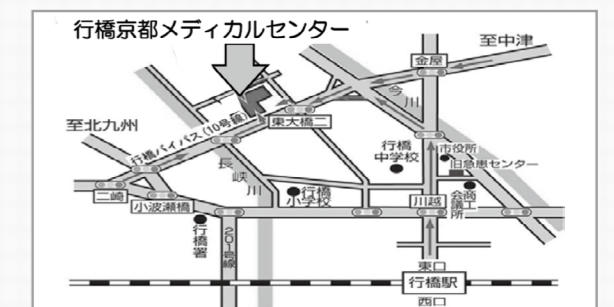 行橋京都メディカルセンター
至中津
金屋
今川
至北九州
行橋バイパス(10号線)
東大橋二
行橋
中学校
市役所
旧急患センター
長峡川
行橋
小学校
二崎
小波瀬橋
川越
会商
議工
所
行橋署
201号線
東口
行橋駅
西口